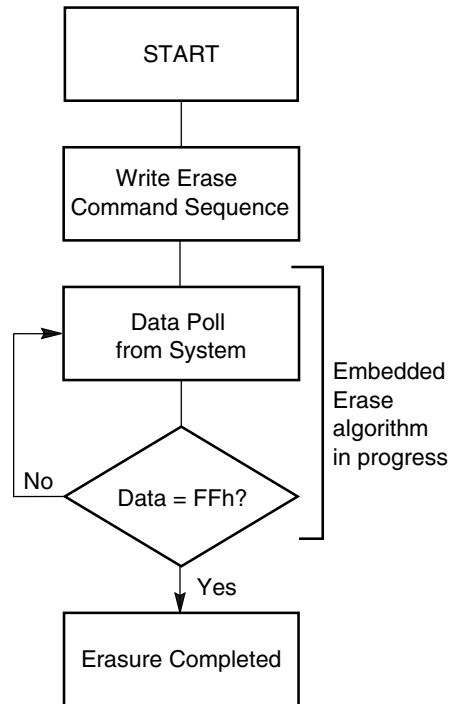 START
Write Erase
Command Sequence
Data Poll
from System
Embedded
Erase
algorithm
in progress
No
Data = FFh?
Yes
Erasure Completed